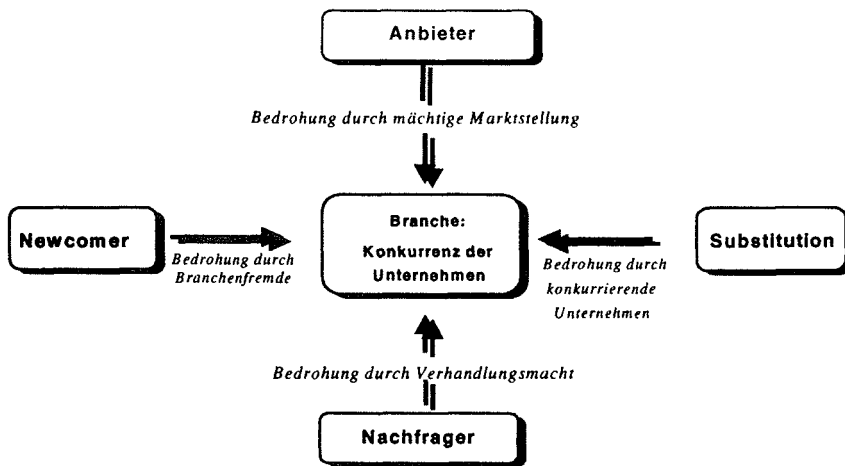 Anbieter
Bedrohung durch mächtige Marktstellung
Newcomer
Bedrohung durch
Branchenfremde
Branche:
Konkurrenz der
Unternehmen
Substitution
Bedrohung durch
konkurrierende
Unternehmen
Bedrohung durch Verhandlungsmacht
Nachfrager